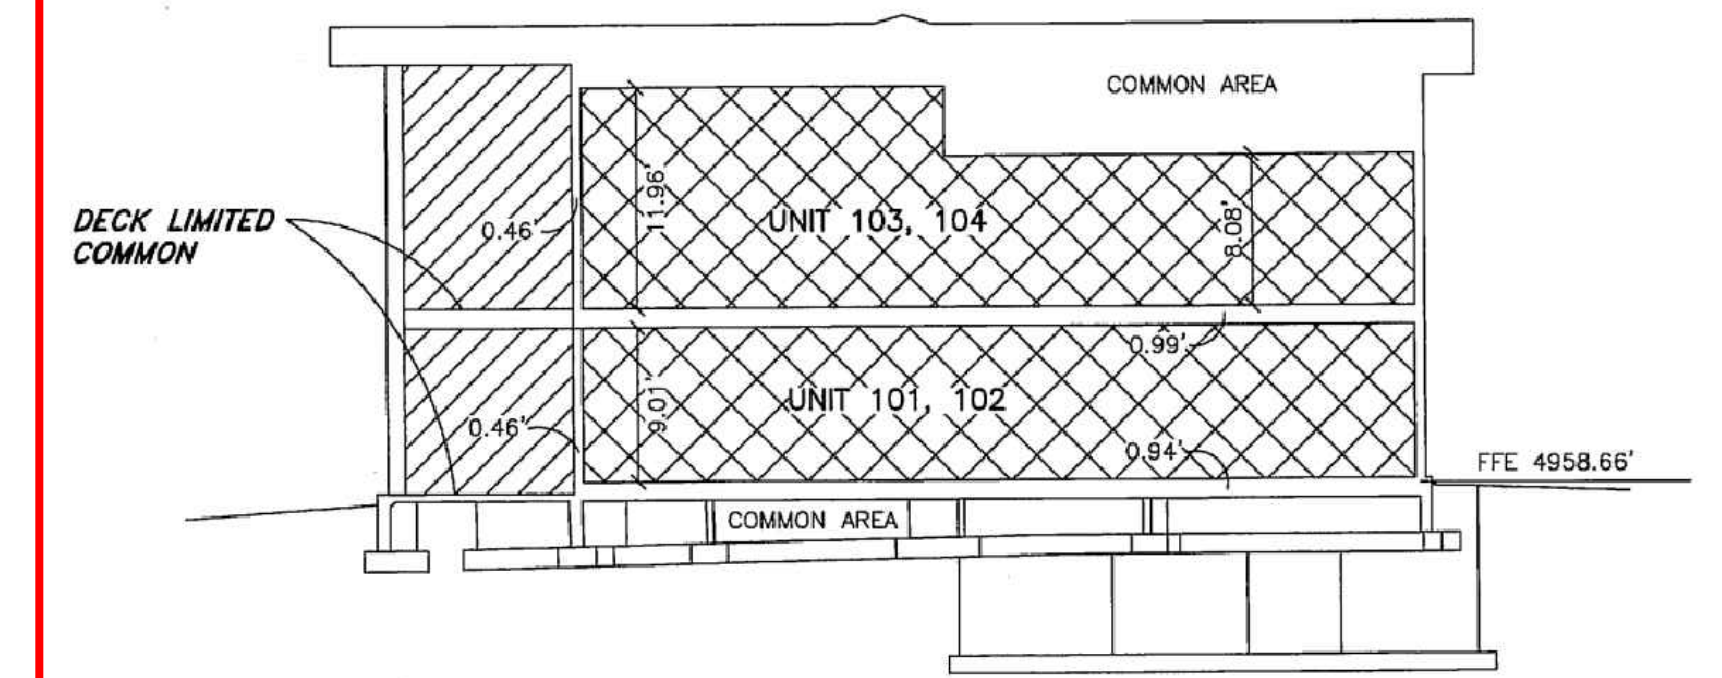 COMMON AREA
11.96'
0.46'
UNIT 103, 104
8.08'
DECK LIMITED
COMMON
0.99'
UNIT 101, 102
9.01'
0.46'
0.94'
FFE 4958.66'
COMMON AREA